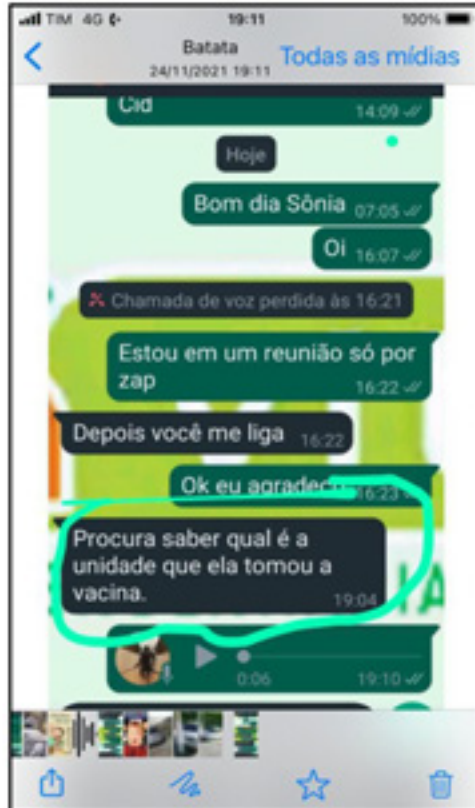 TIM 4G 19:11 100%
Batata
24/11/2021 19:11
Todas as mídias
Cid 14:09
Hoje
Bom dia Sônia 07:05
Oi 16:07
Chamada de voz perdida às 16:21
Estou em um reunião só por
zap 16:22
Depois você me liga 16:22
Ok eu agradeço 16:23
Procura saber qual é a
unidade que ela tomou a
vacina. 19:04
0:06 19:10
IA